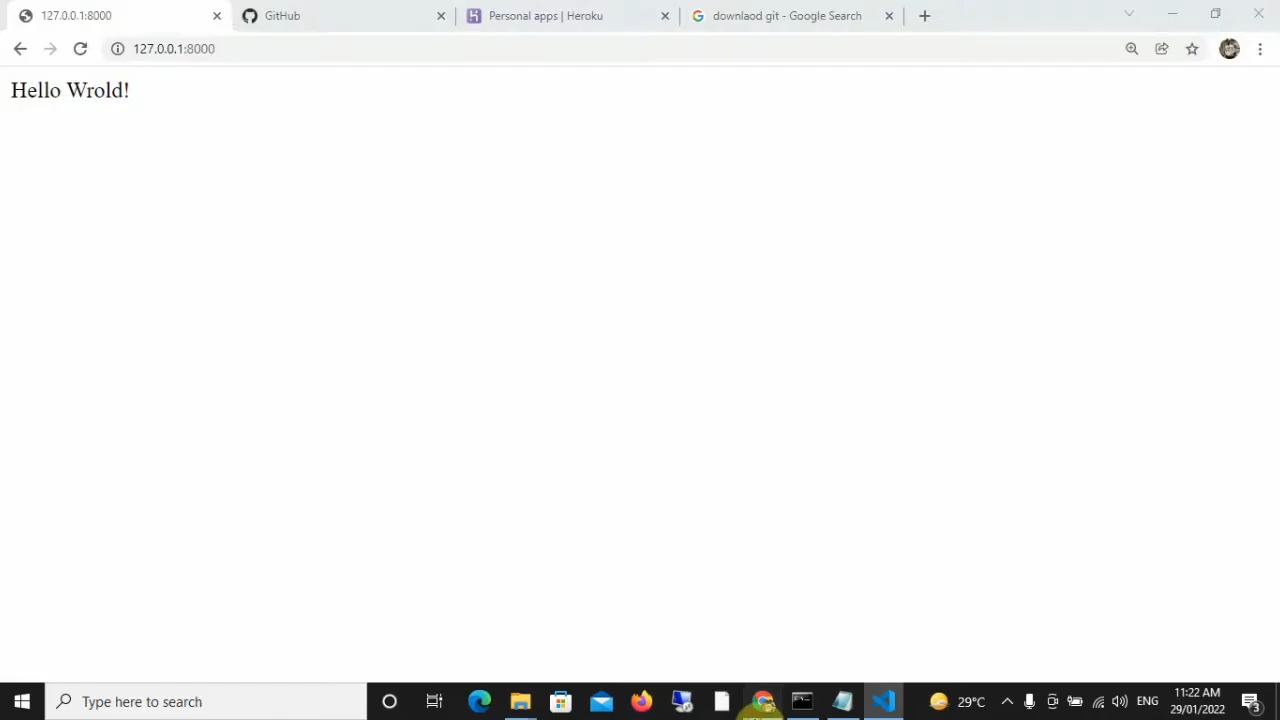 127.0.0.1:8000
GitHub
Personal apps | Heroku
downlaod git - Google Search
127.0.0.1:8000
Hello Wrold!
Type here to search
29°C
ENG
11:22 AM
29/01/2022
3